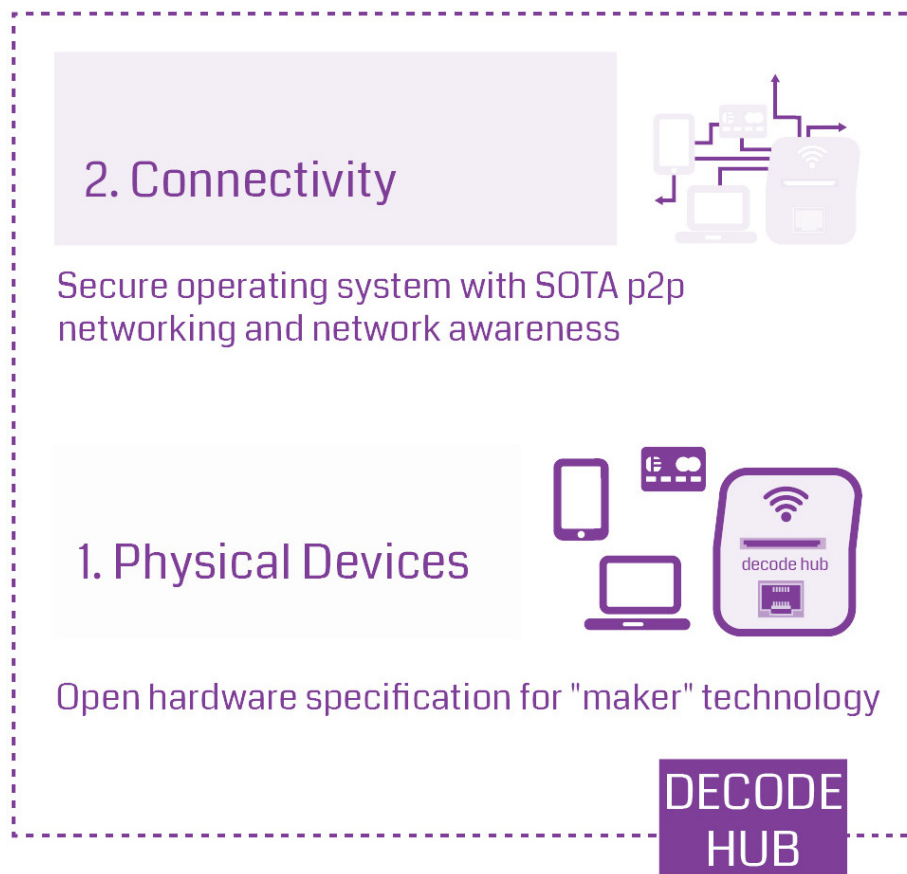 2. Connectivity
Secure operating system with SOTA p2p
networking and network awareness
1. Physical Devices
decode hub
Open hardware specification for "maker" technology
DECODE
HUB